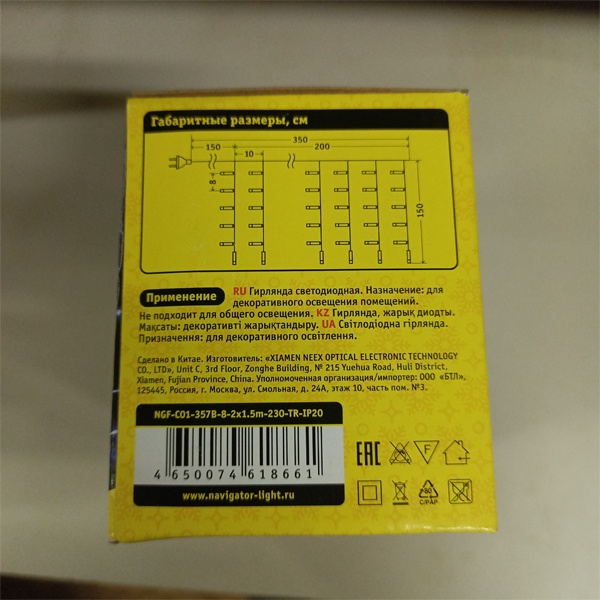 Габаритные размеры, см
350
150 200
10
8
150
Применение
RU Гирлянда светодиодная. Назначение: для
декоративного освещения помещений.
Не подходит для общего освещения. KZ Гирлянда, жарық диодты.
Мақсаты: декоративті жарықтандыру. UA Світлодіодна гірлянда.
Призначення: для декоративного освітлення.
Сделано в Китае. Изготовитель: «XIAMEN NEEX OPTICAL ELECTRONIC TECHNOLOGY
CO., LTD», Unit C, 3rd Floor, Zonghe Building, № 215 Yuehua Road, Huli District,
Xiamen, Fujian Province, China. Уполномоченная организация/импортер: ООО «БТЛ»,
125445, Россия, г. Москва, ул. Смольная, д. 24А, этаж 10, часть пом. №3.
NGF-C01-357B-8-2x1.5m-230-TR-IP20
4 650074 618661
www.navigator-light.ru
EAC
F
80
C/PAP